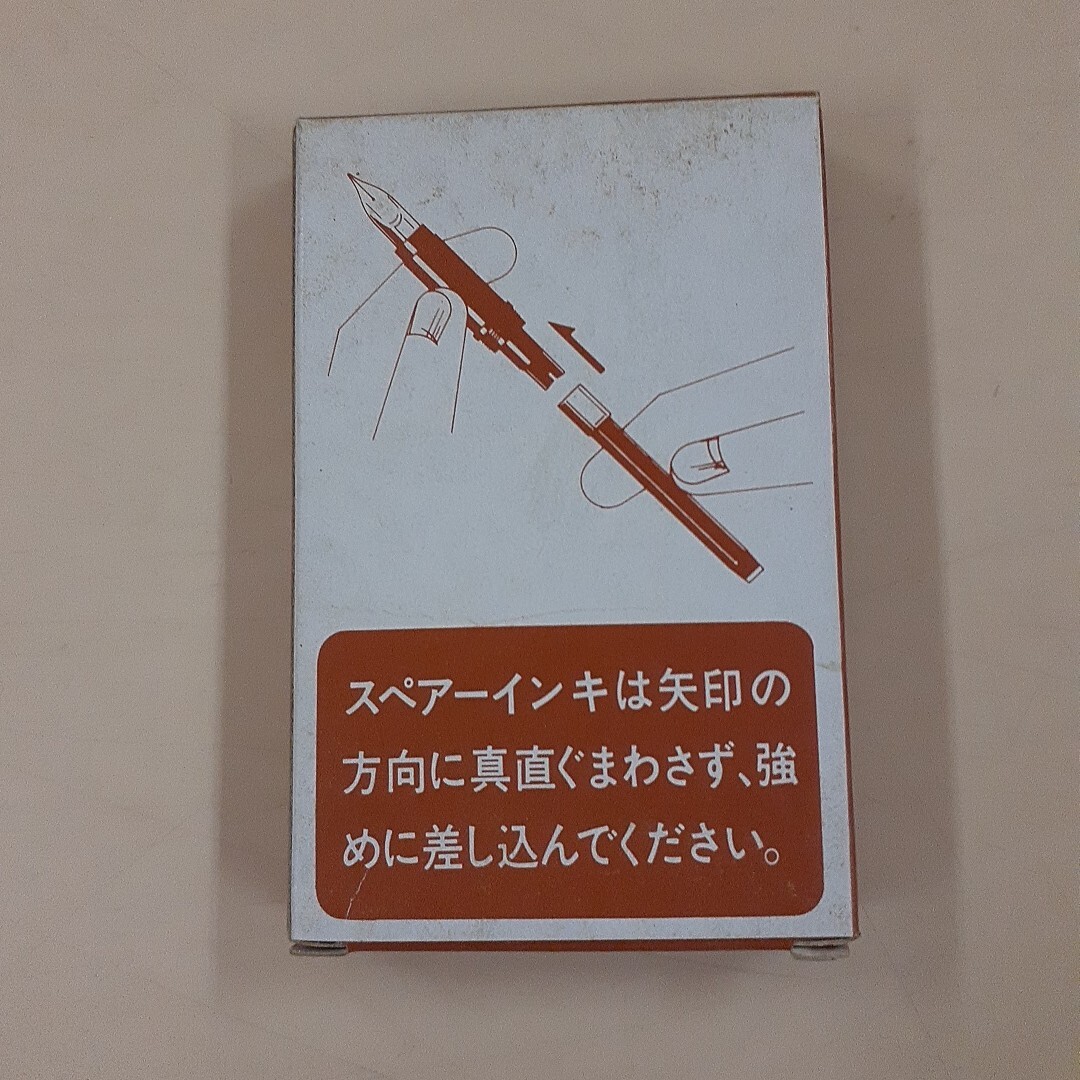 スペアーインキは矢印の
方向に真直ぐまわさず、強
めに差し込んでください。